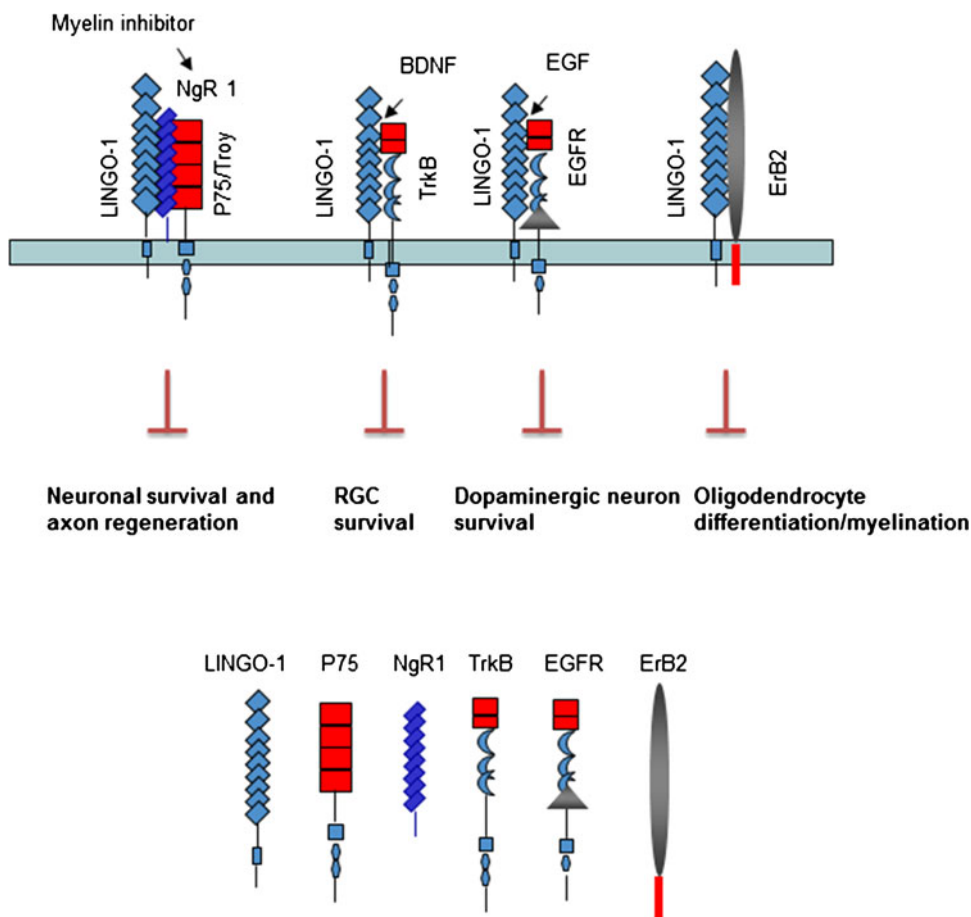 Myelin inhibitor
NgR 1
BDNF
EGF
LINGO-1
P75/Troy
LINGO-1
TrkB
LINGO-1
EGFR
LINGO-1
ErB2
Neuronal survival and
axon regeneration
RGC
survival
Dopaminergic neuron
survival
Oligodendrocyte
differentiation/myelination
LINGO-1 P75 NgR1 TrkB EGFR ErB2